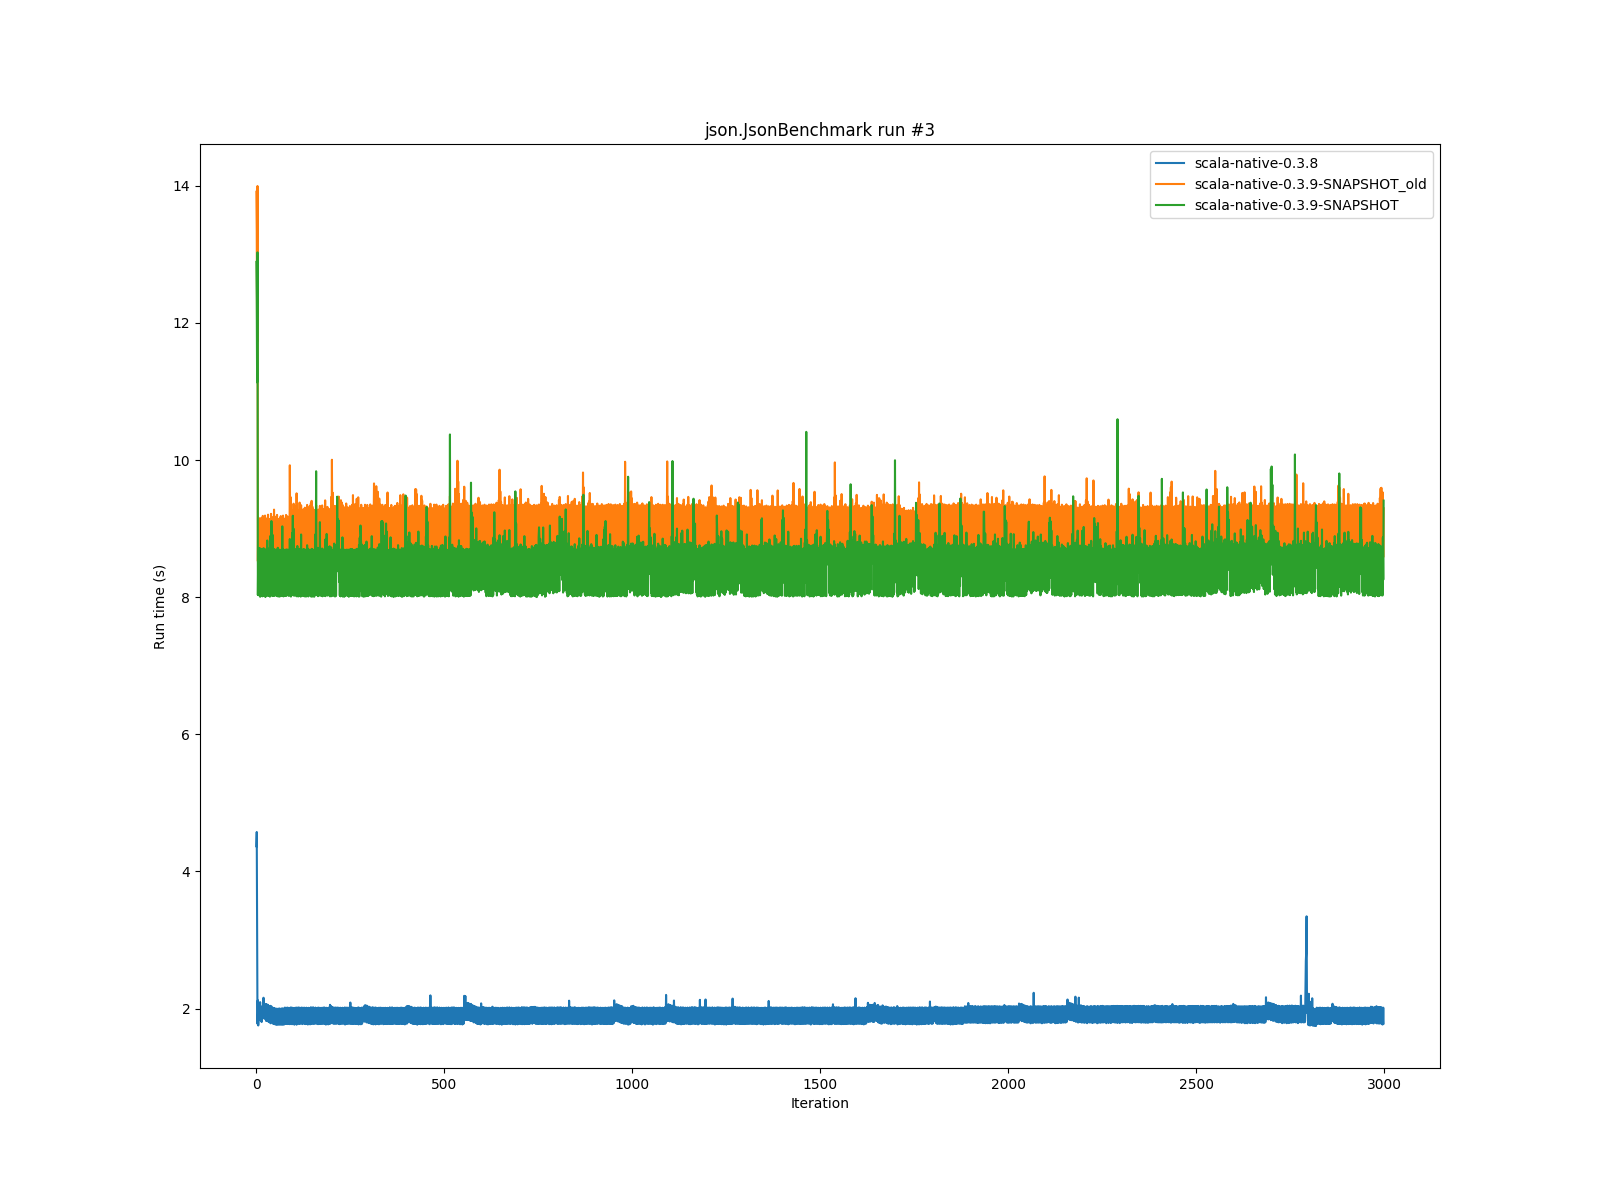 json.JsonBenchmark run #3
scala-native-0.3.8
scala-native-0.3.9-SNAPSHOT_old
scala-native-0.3.9-SNAPSHOT
14
12
10
8
6
4
2
Run time (s)
0
500
1000
1500
2000
2500
3000
Iteration